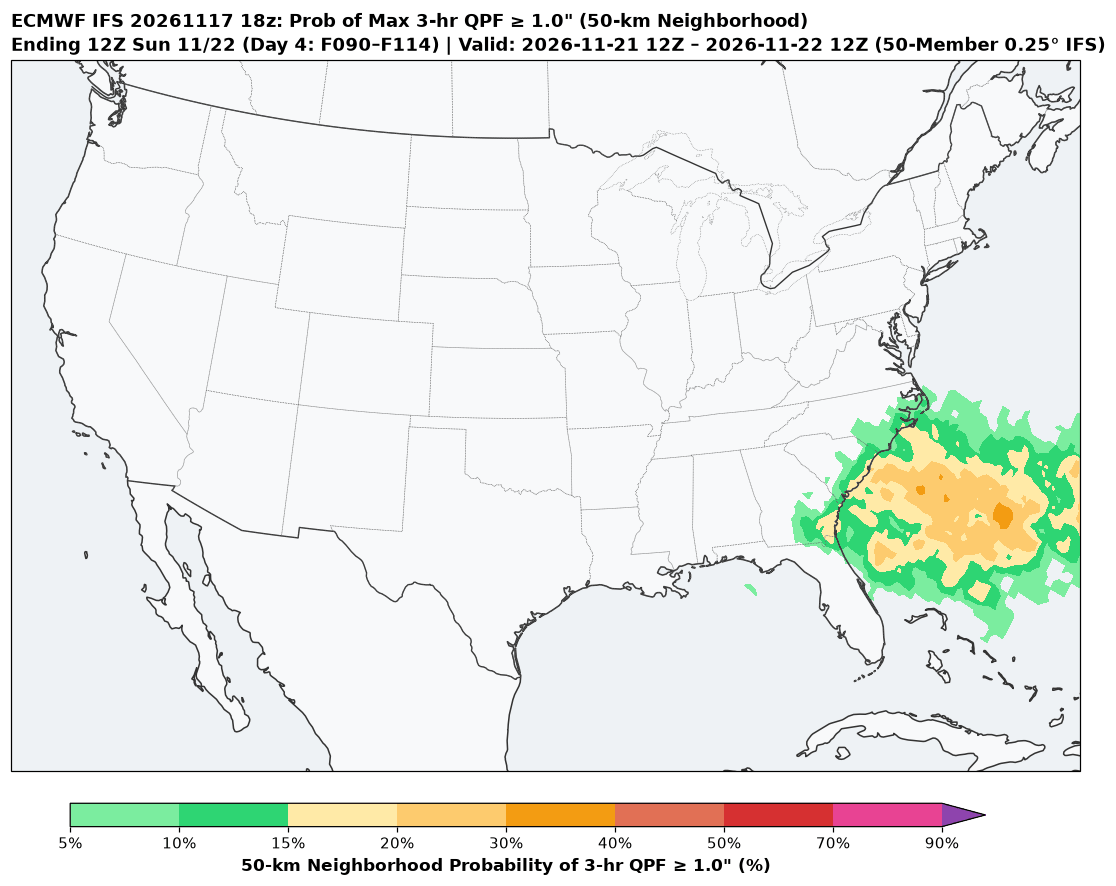 ECMWF IFS 20261117 18z: Prob of Max 3-hr QPF ≥ 1.0" (50-km Neighborhood)
Ending 12Z Sun 11/22 (Day 4: F090–F114) | Valid: 2026-11-21 12Z – 2026-11-22 12Z (50-Member 0.25° IFS)
5% 10% 15% 20% 30% 40% 50% 70% 90%
50-km Neighborhood Probability of 3-hr QPF ≥ 1.0" (%)